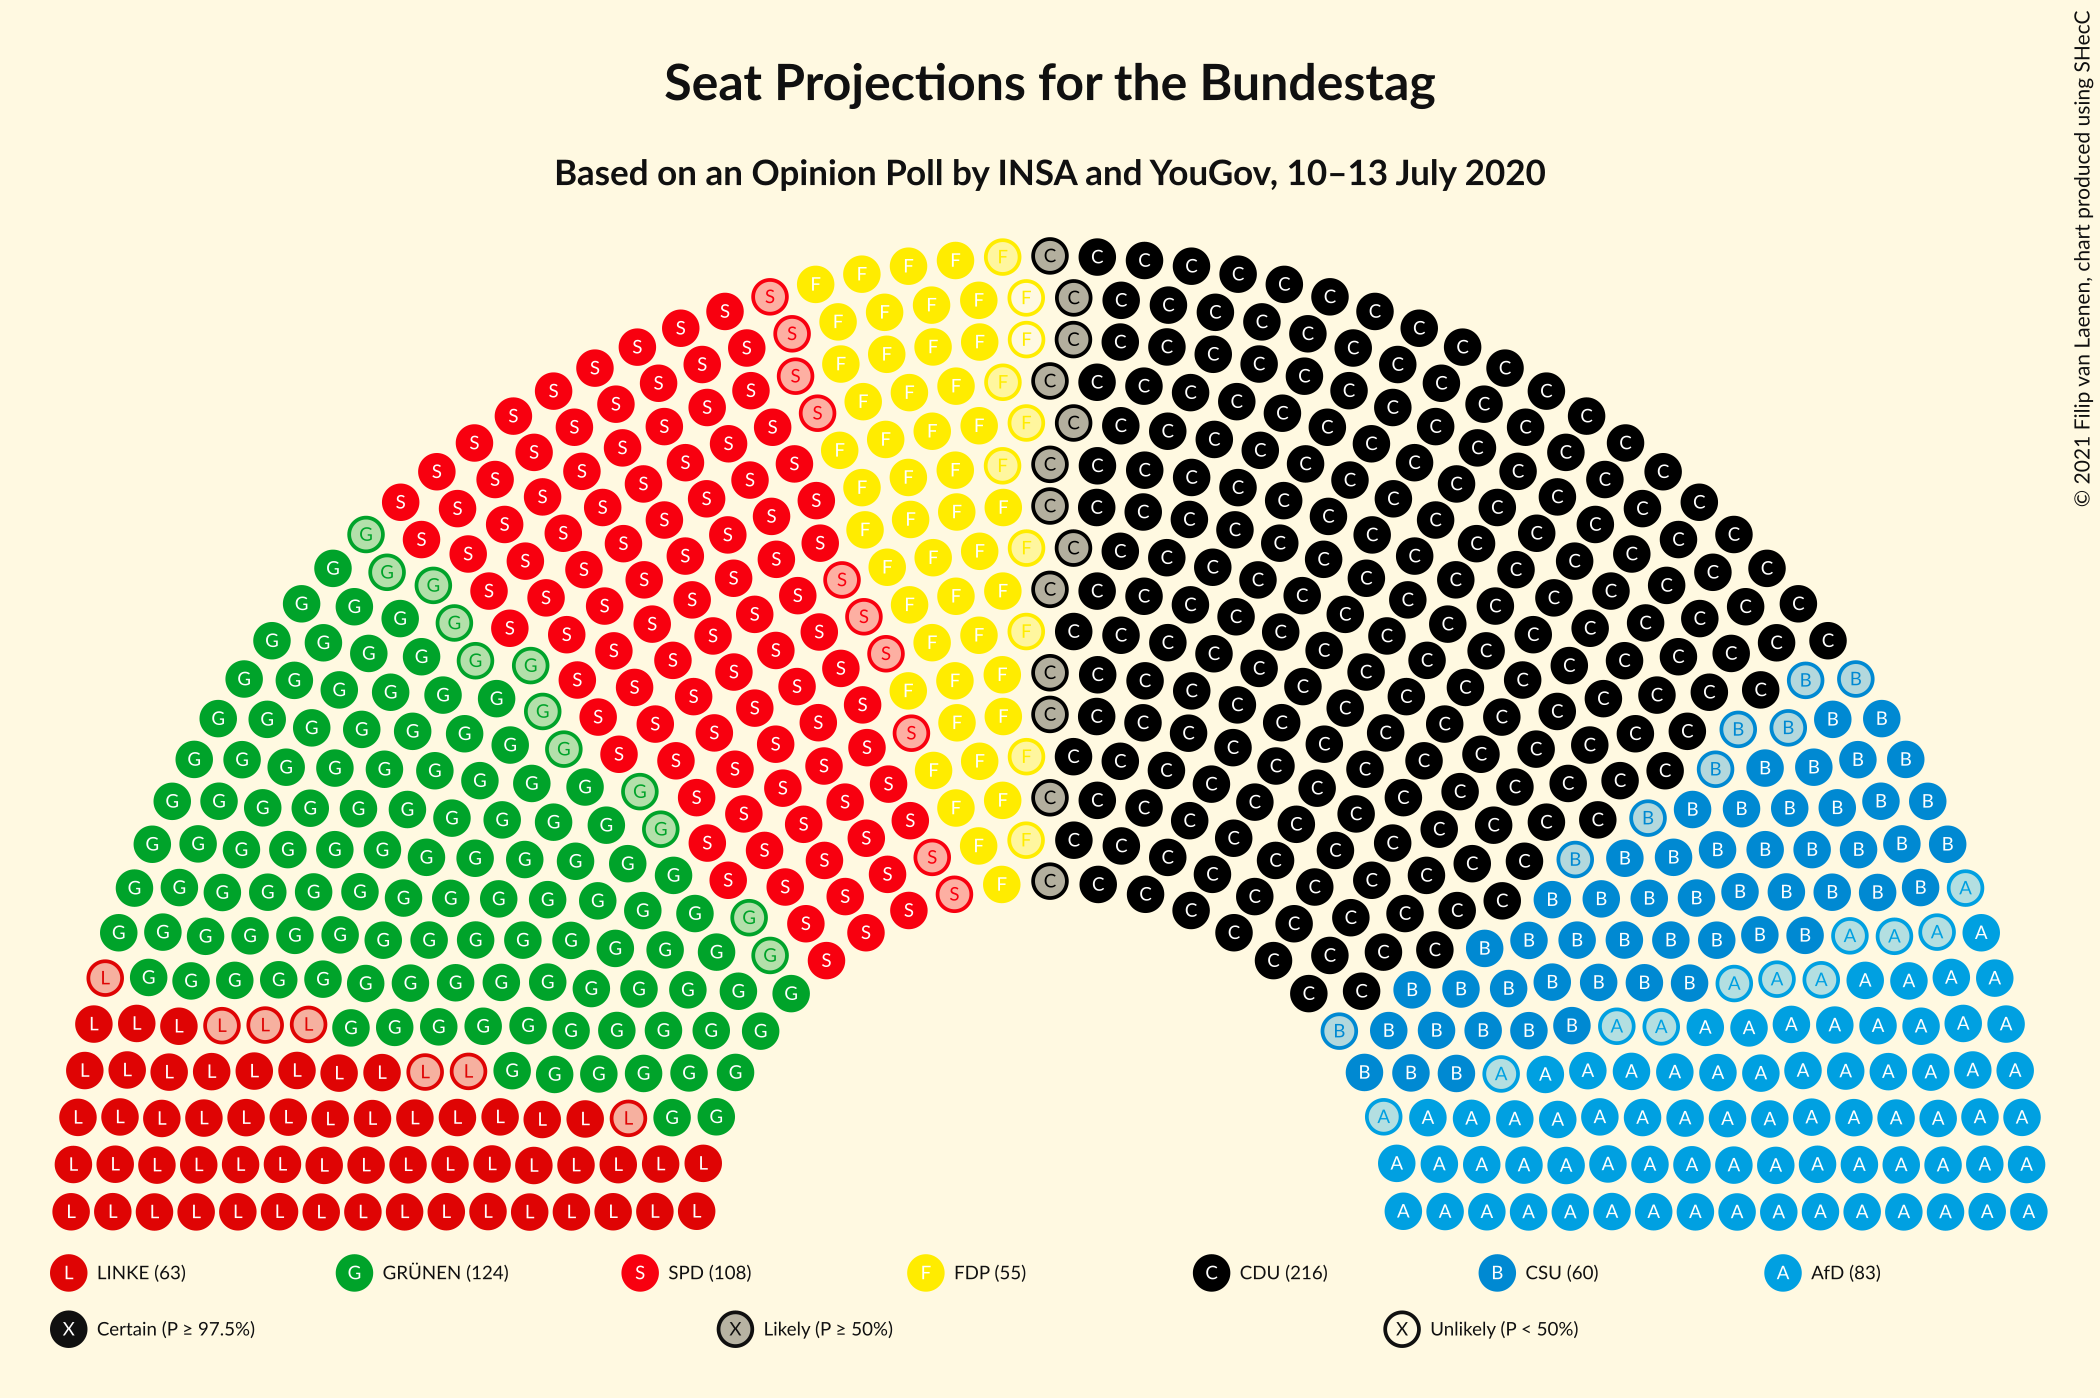 Seat Projections for the Bundestag
Based on an Opinion Poll by INSA and YouGov, 10–13 July 2020
© 2021 Filip van Laenen, chart produced using SHecC
L LINKE (63) G GRÜNEN (124) S SPD (108) F FDP (55) C CDU (216) B CSU (60) A AfD (83)
X Certain (P ≥ 97.5%) X Likely (P ≥ 50%) X Unlikely (P < 50%)